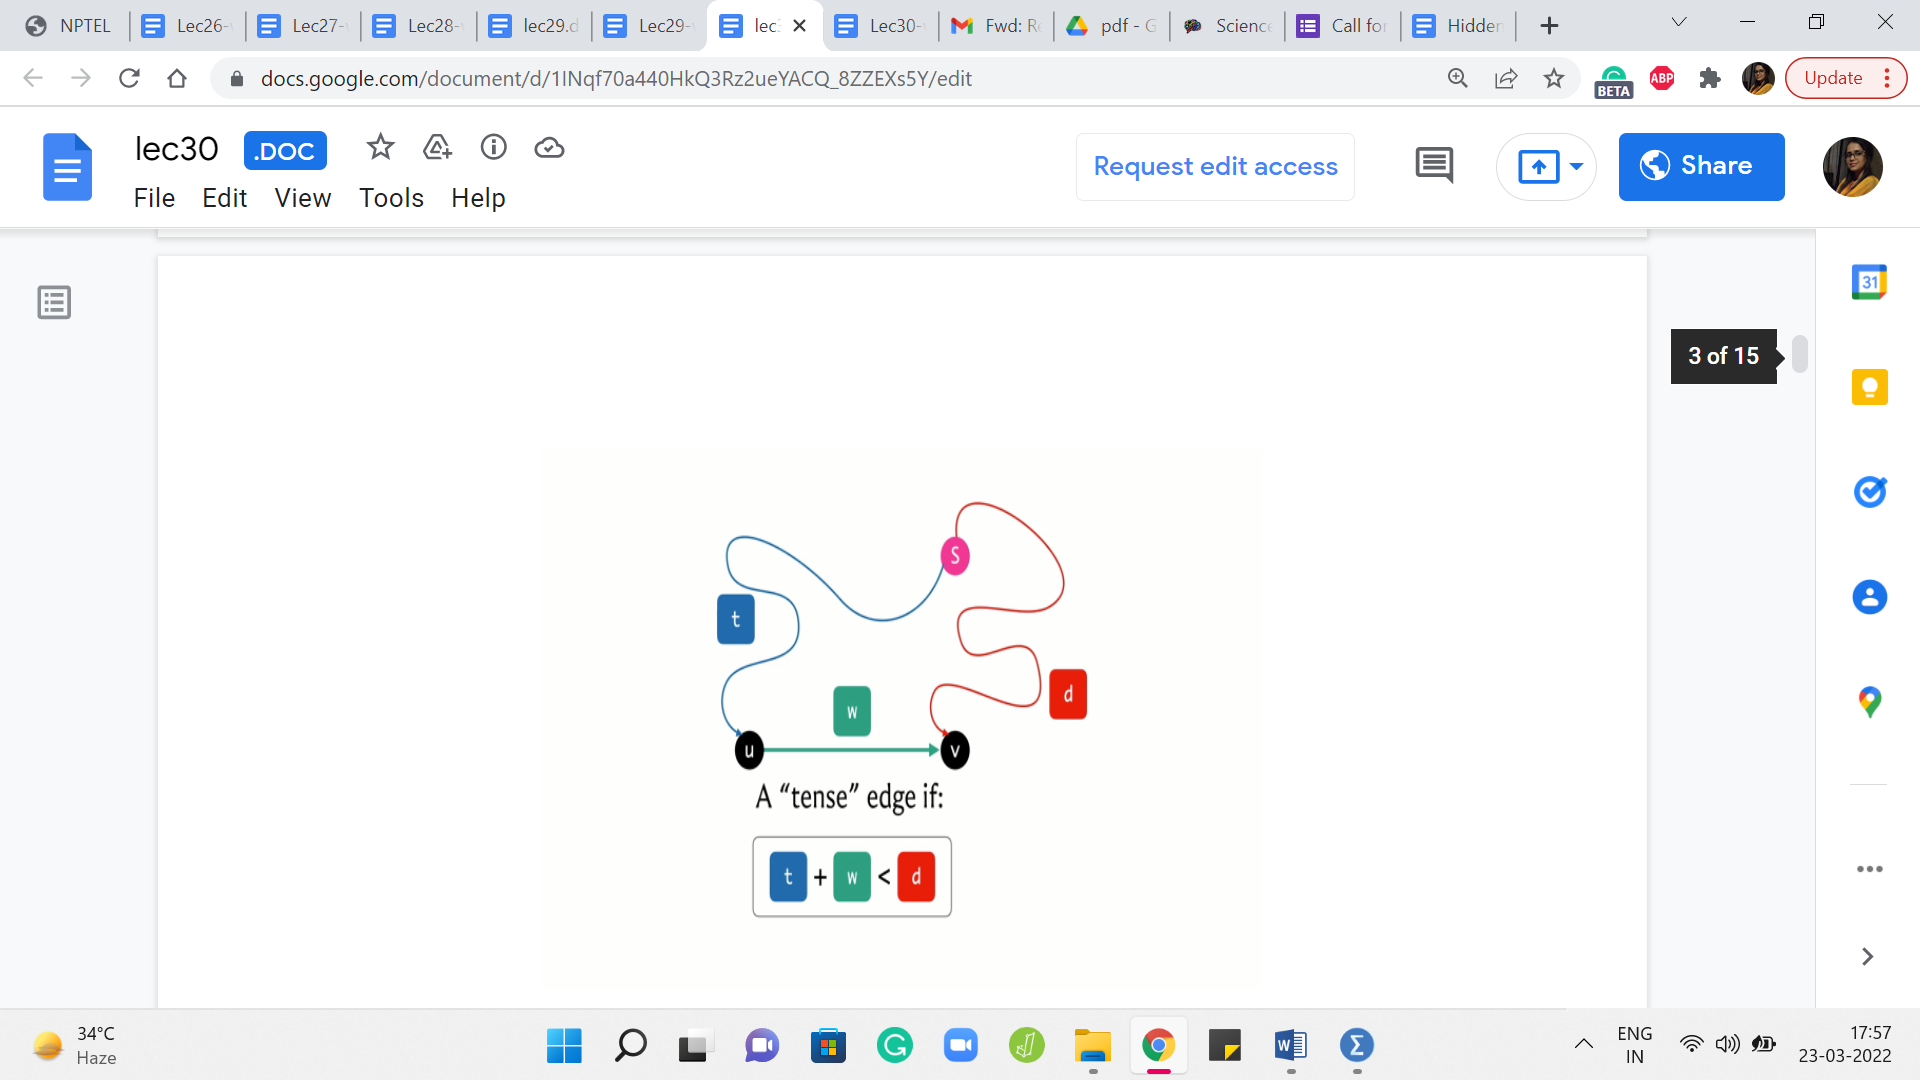 NPTEL
Lec26-
Lec27-
Lec28-
lec29.d
Lec29-
lec
Lec30-
Fwd: Re
pdf - G
Science
Call for
Hidden
docs.google.com/document/d/1INqf70a440HkQ3Rz2ueYACQ_8ZZEXs5Y/edit
BETA
ABP
Update
lec30 .DOC
Request edit access
Share
File Edit View Tools Help
31
3 of 15
S
t
d
w
u
v
A “tense” edge if:
t + w < d
34°C
Haze
W
Σ
ENG
IN
17:57
23-03-2022